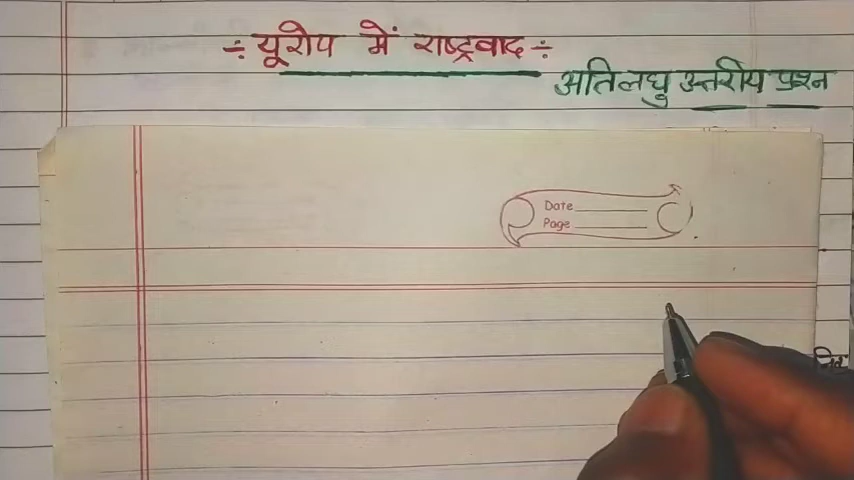 ÷ यूरोप में राष्ट्रवाद ÷
अतिलघु उत्तरीय प्रश्न
Date
Page